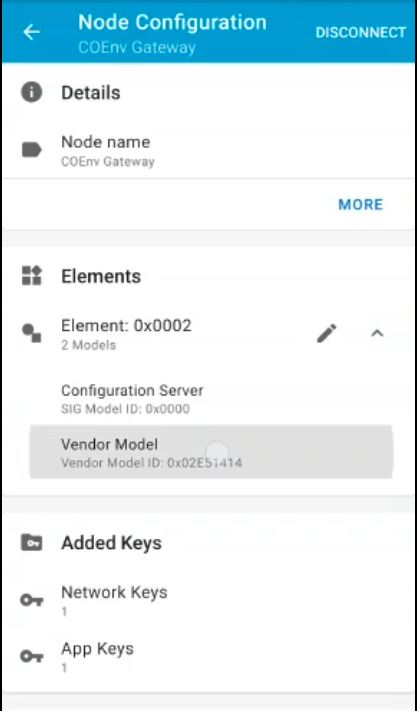 Node Configuration
COEnv Gateway
DISCONNECT
Details
Node name
COEnv Gateway
MORE
Elements
Element: 0x0002
2 Models
Configuration Server
SIG Model ID: 0x0000
Vendor Model
Vendor Model ID: 0x02E51414
Added Keys
Network Keys
1
App Keys
1